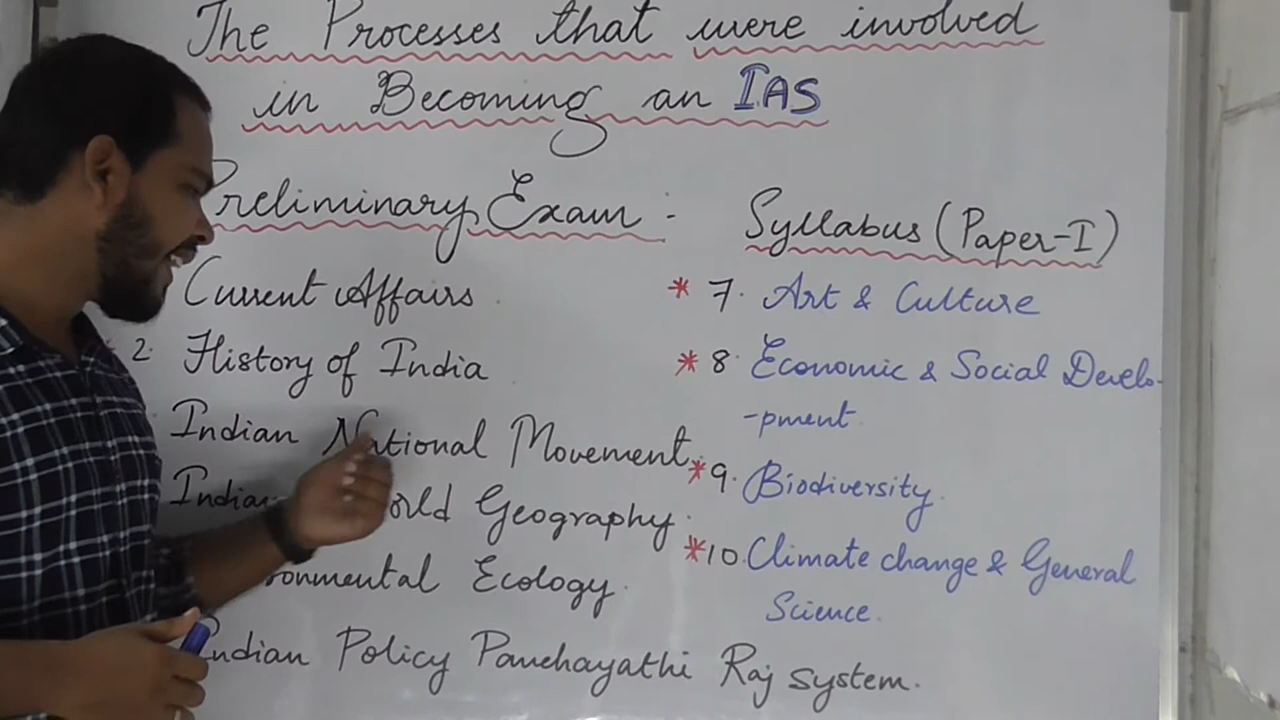 The Processes that were involved
in Becoming an IAS
Preliminary Exam :-
Current Affairs
2. History of India
Indian National Movement.
Indian
Geography.
Ecology.
Indian Policy Panchayathi Raj system.
Syllabus (Paper-I)
* 7. Art & Culture
* 8. Economic & Social Develo-
-pment.
* 9. Biodiversity.
* 10. Climate change & General
Science.